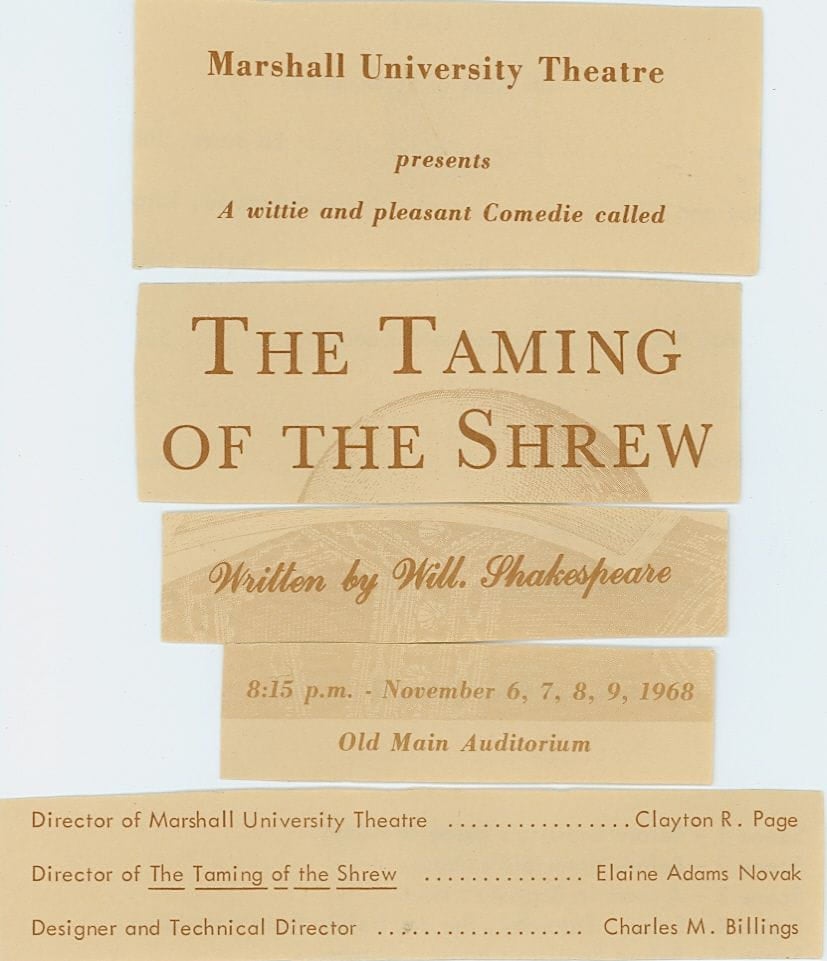 Marshall University Theatre
presents
A wittie and pleasant Comedie called
THE TAMING
OF THE SHREW
Written by Will. Shakespeare
8:15 p.m. - November 6, 7, 8, 9, 1968
Old Main Auditorium
Director of Marshall University Theatre ................Clayton R. Page
Director of The Taming of the Shrew .............. Elaine Adams Novak
Designer and Technical Director .................. Charles M. Billings